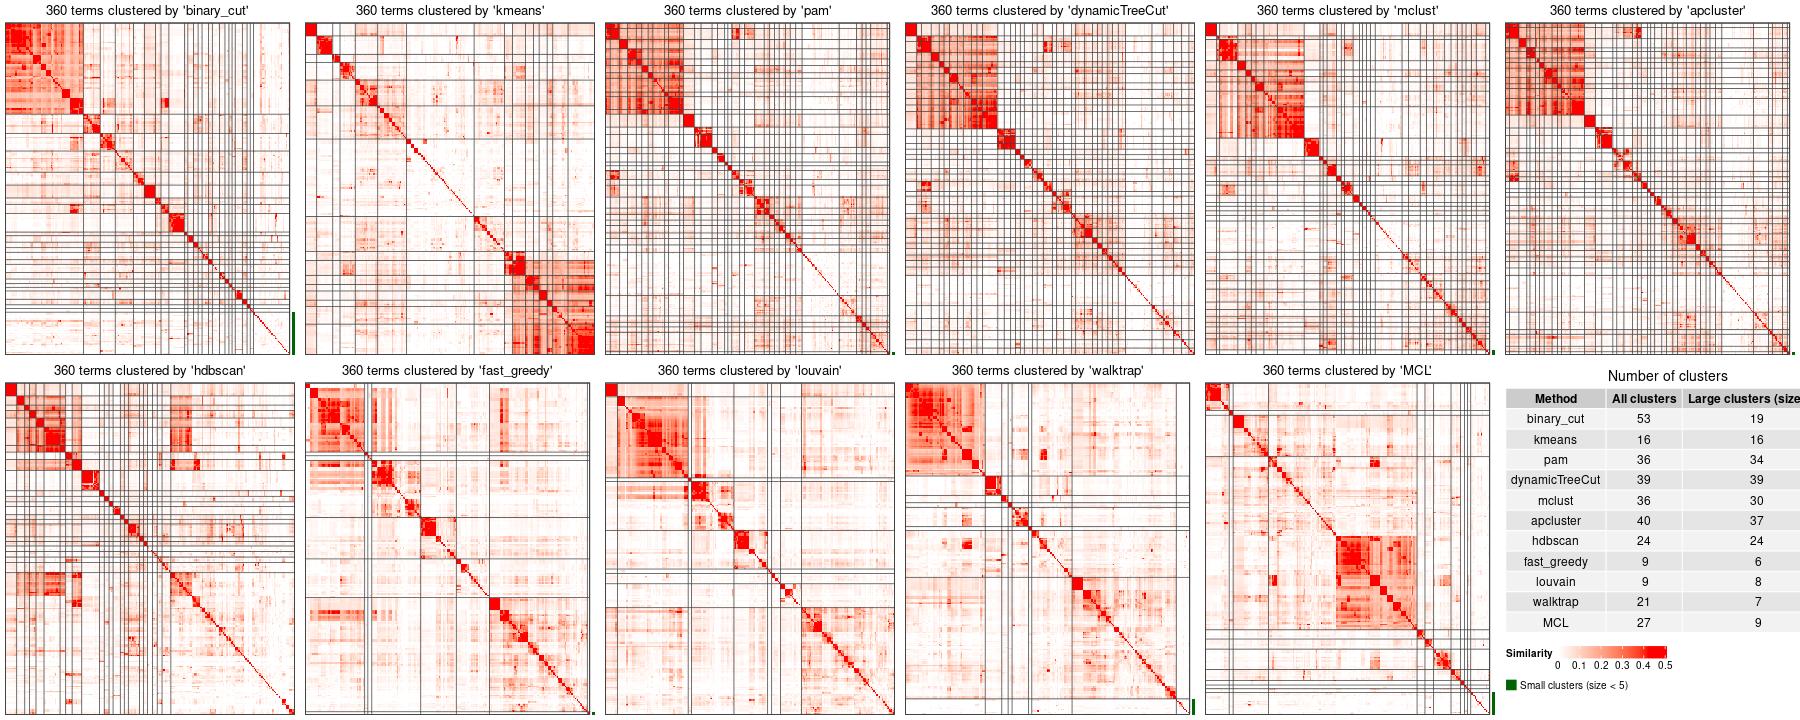 360 terms clustered by 'binary_cut'
360 terms clustered by 'kmeans'
360 terms clustered by 'pam'
360 terms clustered by 'dynamicTreeCut'
360 terms clustered by 'mclust'
360 terms clustered by 'apcluster'
360 terms clustered by 'hdbscan'
360 terms clustered by 'fast_greedy'
360 terms clustered by 'louvain'
360 terms clustered by 'walktrap'
360 terms clustered by 'MCL'
Number of clusters
Method All clusters Large clusters (size
binary_cut 53 19
kmeans 16 16
pam 36 34
dynamicTreeCut 39 39
mclust 36 30
apcluster 40 37
hdbscan 24 24
fast_greedy 9 6
louvain 9 8
walktrap 21 7
MCL 27 9
Similarity
0 0.1 0.2 0.3 0.4 0.5
Small clusters (size < 5)